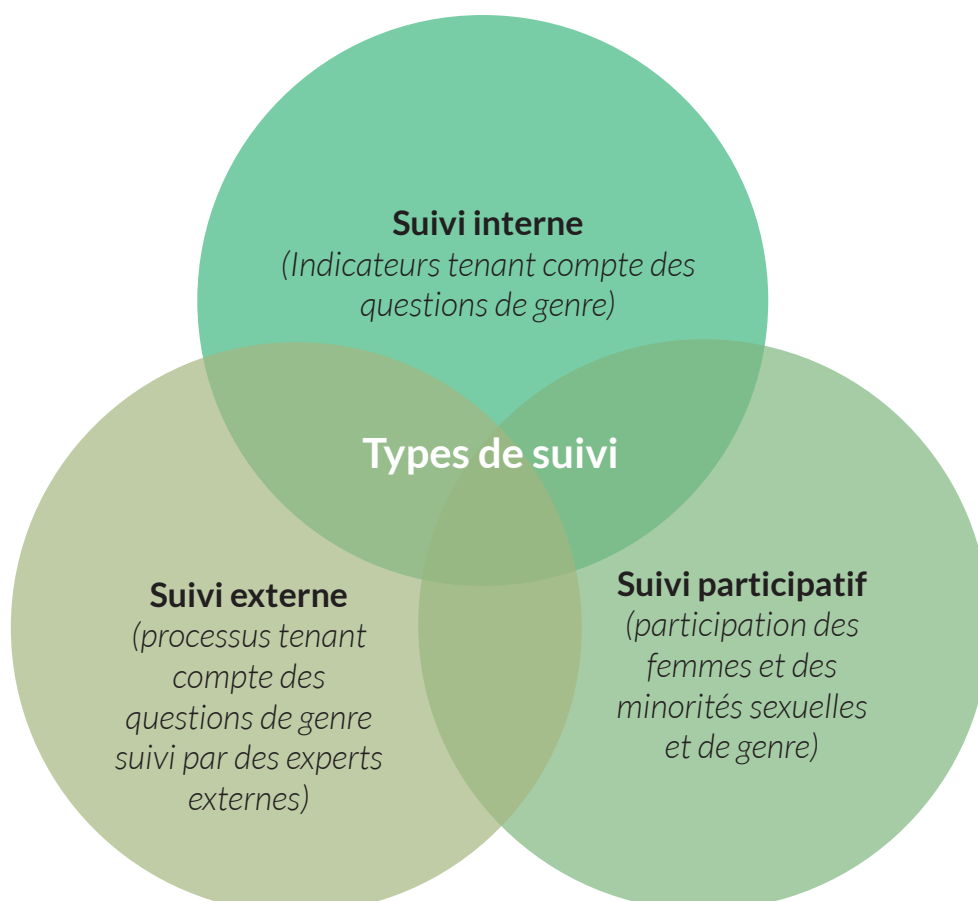 Suivi interne
(Indicateurs tenant compte des
questions de genre)
Types de suivi
Suivi externe
(processus tenant
compte des
questions de genre
suivi par des experts
externes)
Suivi participatif
(participation des
femmes et des
minorités sexuelles
et de genre)